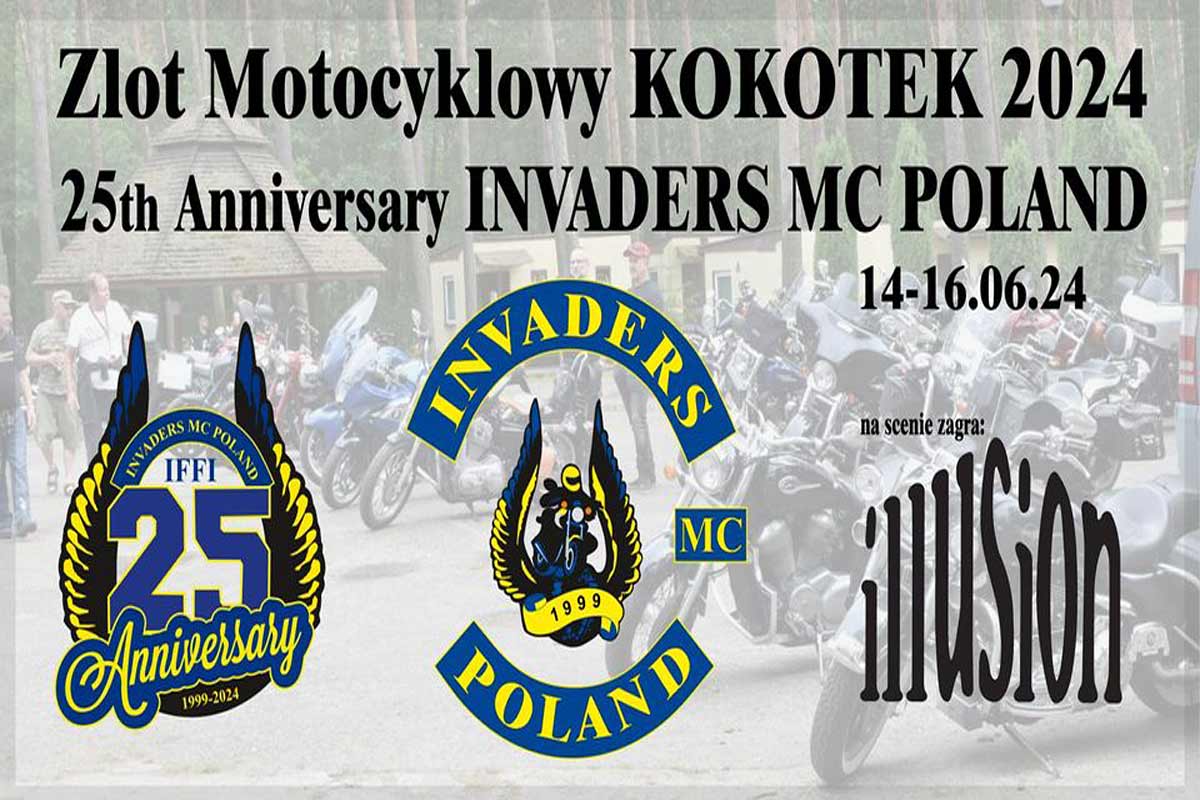 Zlot Motocyklowy KOKOTEK 2024
25th Anniversary INVADERS MC POLAND
14-16.06.24
INVADERS MC POLAND
IFFI
25
Anniversary
1999-2024
INVADERS
MC
1999
POLAND
na scenie zagra:
illusion